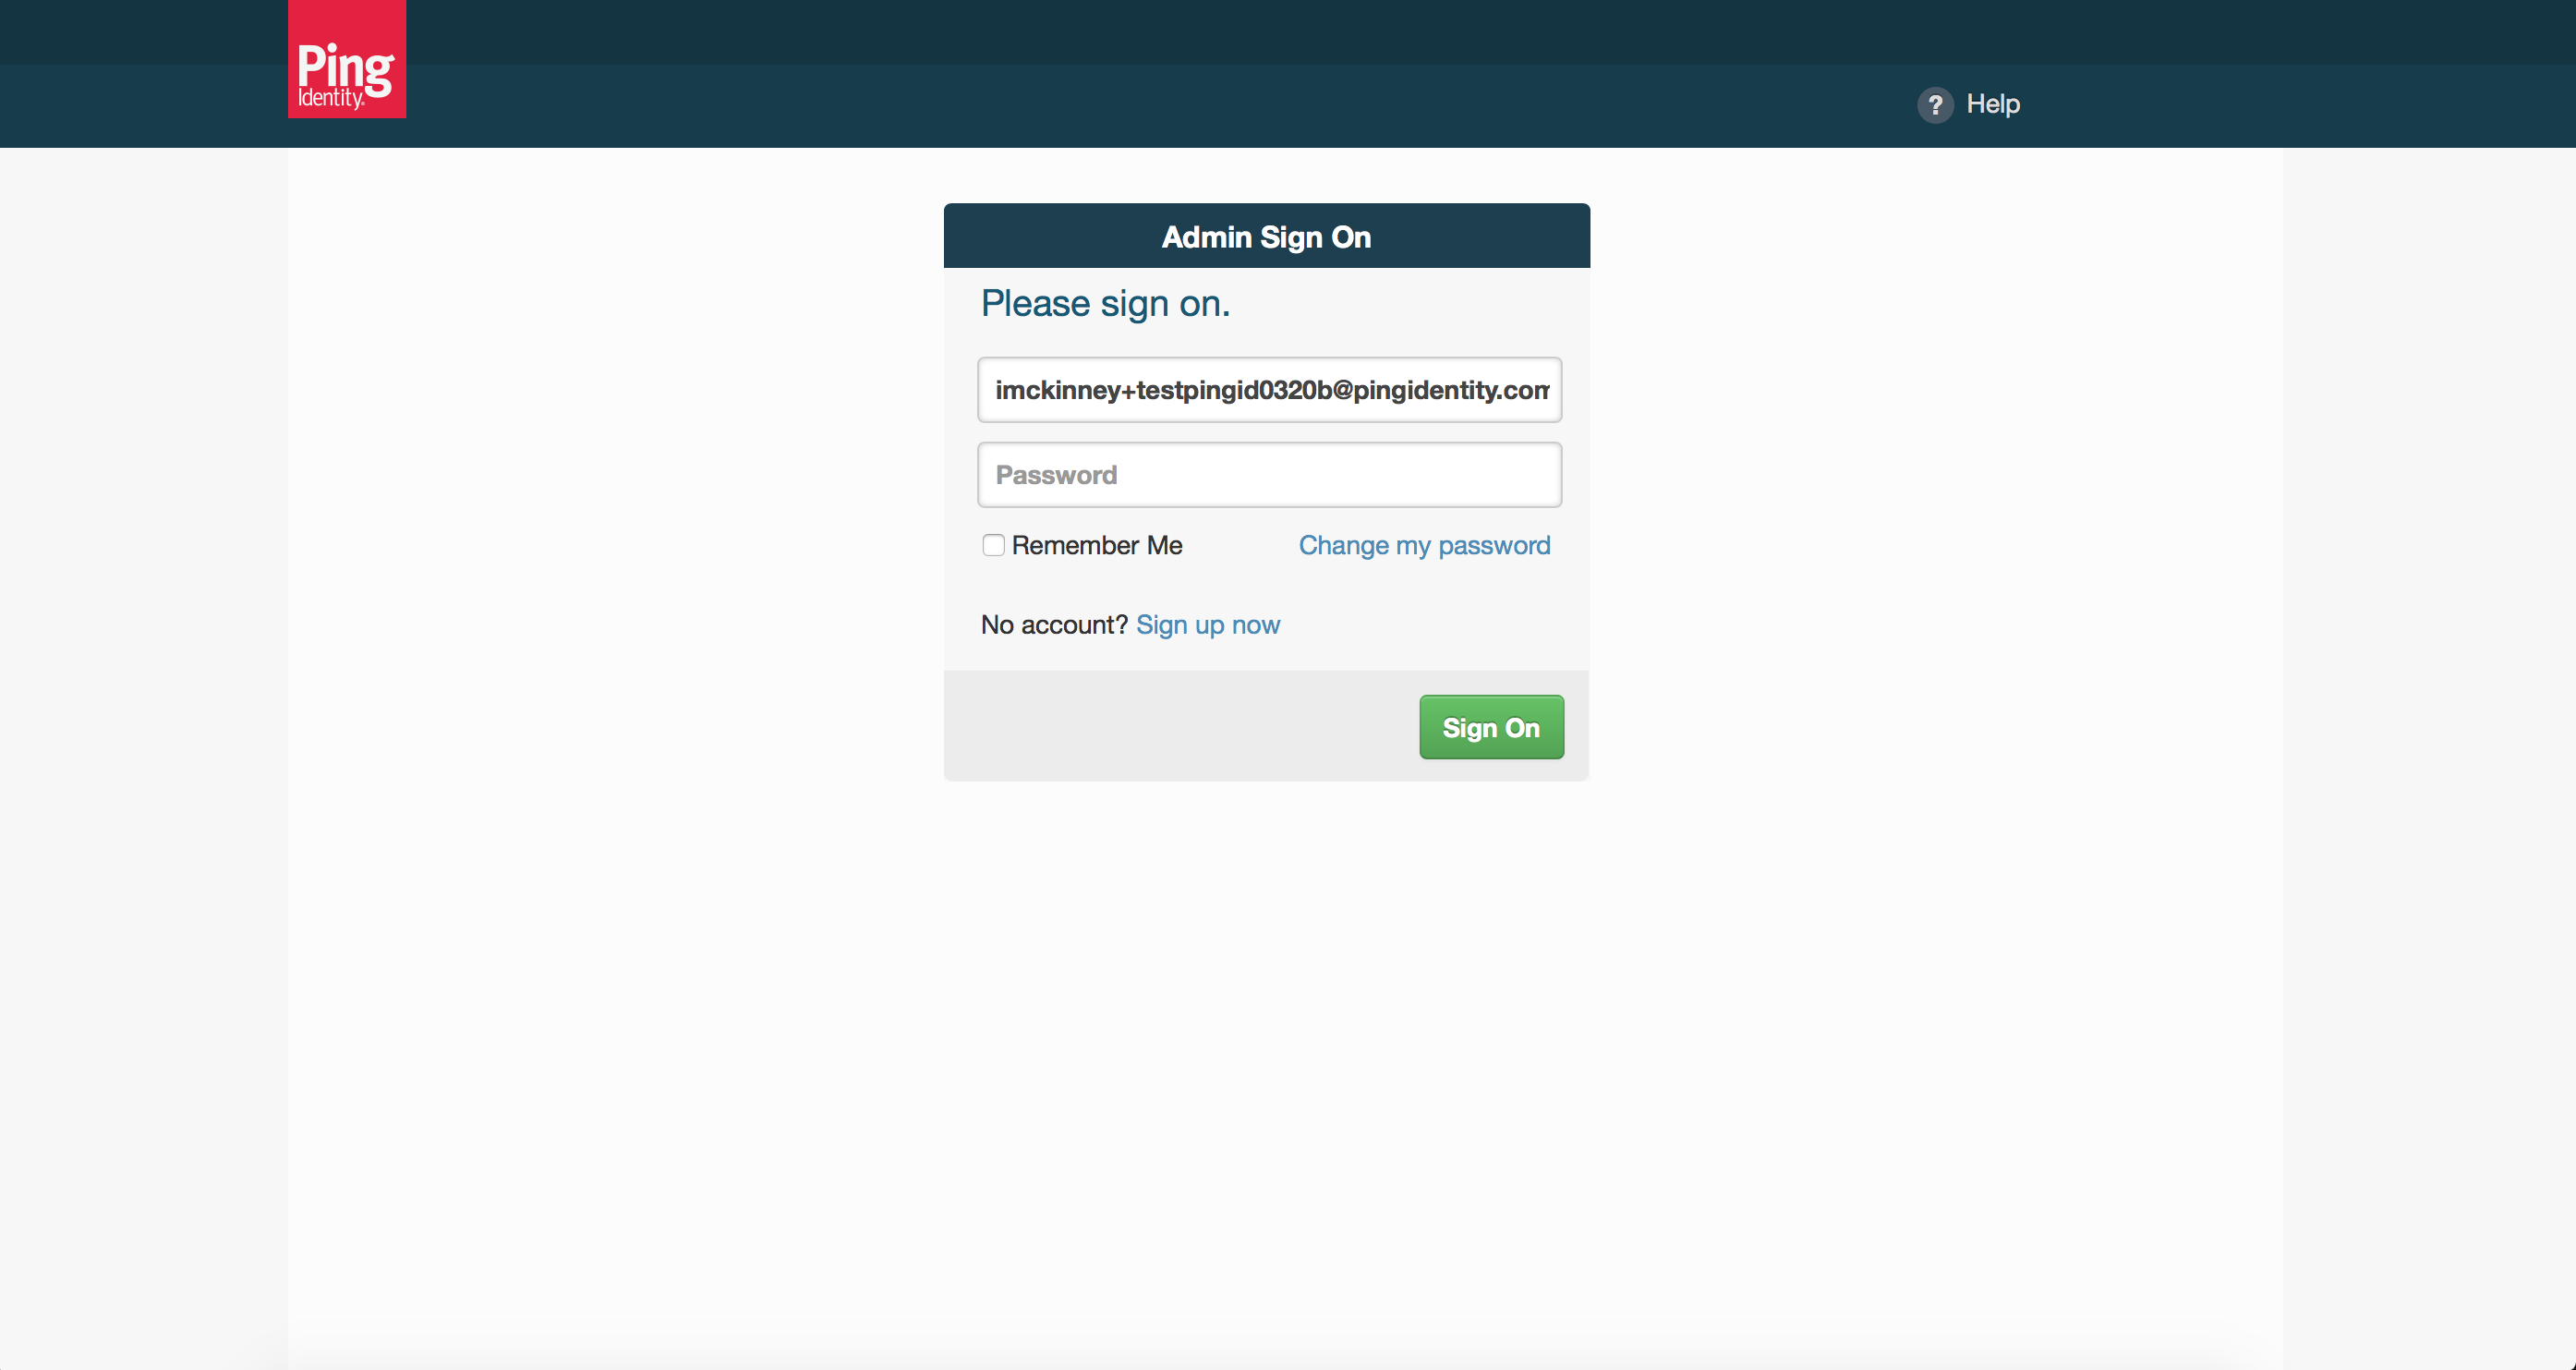 Ping
Identity®
? Help
Admin Sign On
Please sign on.
imckinney+testpingid0320b@pingidentity.com
Password
Remember Me Change my password
No account? Sign up now
Sign On